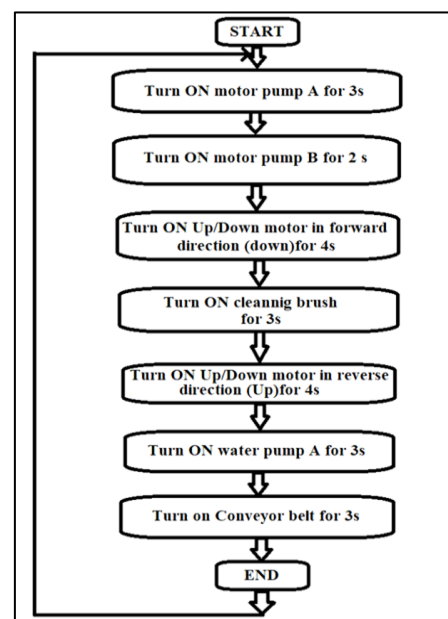 START
Turn ON motor pump A for 3s
Turn ON motor pump B for 2 s
Turn ON Up/Down motor in forward
direction (down)for 4s
Turn ON cleannig brush
for 3s
Turn ON Up/Down motor in reverse
direction (Up)for 4s
Turn ON water pump A for 3s
Turn on Conveyor belt for 3s
END